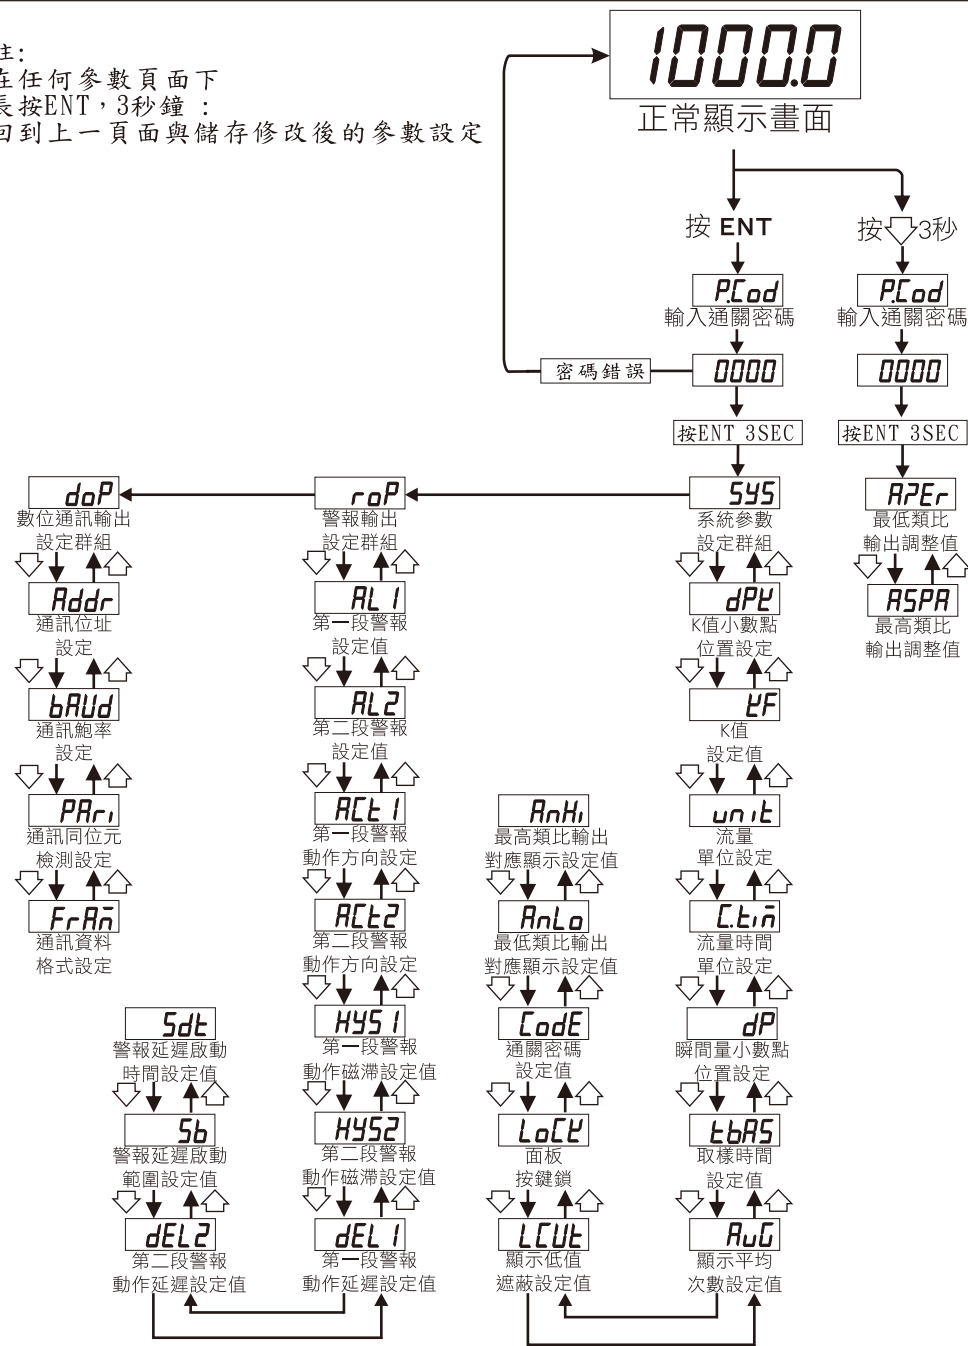 1000.0
正常顯示畫面
註:
在任何參數頁面下
長按ENT，3秒鐘：
回到上一頁面與儲存修改後的參數設定
按 ENT
按 3秒
P.Cod
輸入通關密碼
P.Cod
輸入通關密碼
密碼錯誤
0000
0000
按ENT 3SEC
按ENT 3SEC
doP
數位通訊輸出
設定群組
Addr
通訊位址
設定
bAUd
通訊鮑率
設定
PAri
通訊同位元
檢測設定
FrAm
通訊資料
格式設定
roP
警報輸出
設定群組
AL1
第一段警報
設定值
AL2
第二段警報
設定值
ACt1
第一段警報
動作方向設定
ACt2
第二段警報
動作方向設定
HYS1
第一段警報
動作磁滯設定值
HYS2
第二段警報
動作磁滯設定值
dEL1
第一段警報
動作延遲設定值
Sdt
警報延遲啟動
時間設定值
Sb
警報延遲啟動
範圍設定值
dEL2
第二段警報
動作延遲設定值
SYS
系統參數
設定群組
dPK
K值小數點
位置設定
KF
K值
設定值
unit
流量
單位設定
C.tim
流量時間
單位設定
dP
瞬間量小數點
位置設定
tbAS
取樣時間
設定值
AvG
顯示平均
次數設定值
AnHi
最高類比輸出
對應顯示設定值
AnLo
最低類比輸出
對應顯示設定值
CodE
通關密碼
設定值
LoCK
面板
按鍵鎖
LCUt
顯示低值
遮蔽設定值
AZEr
最低類比
輸出調整值
ASPA
最高類比
輸出調整值